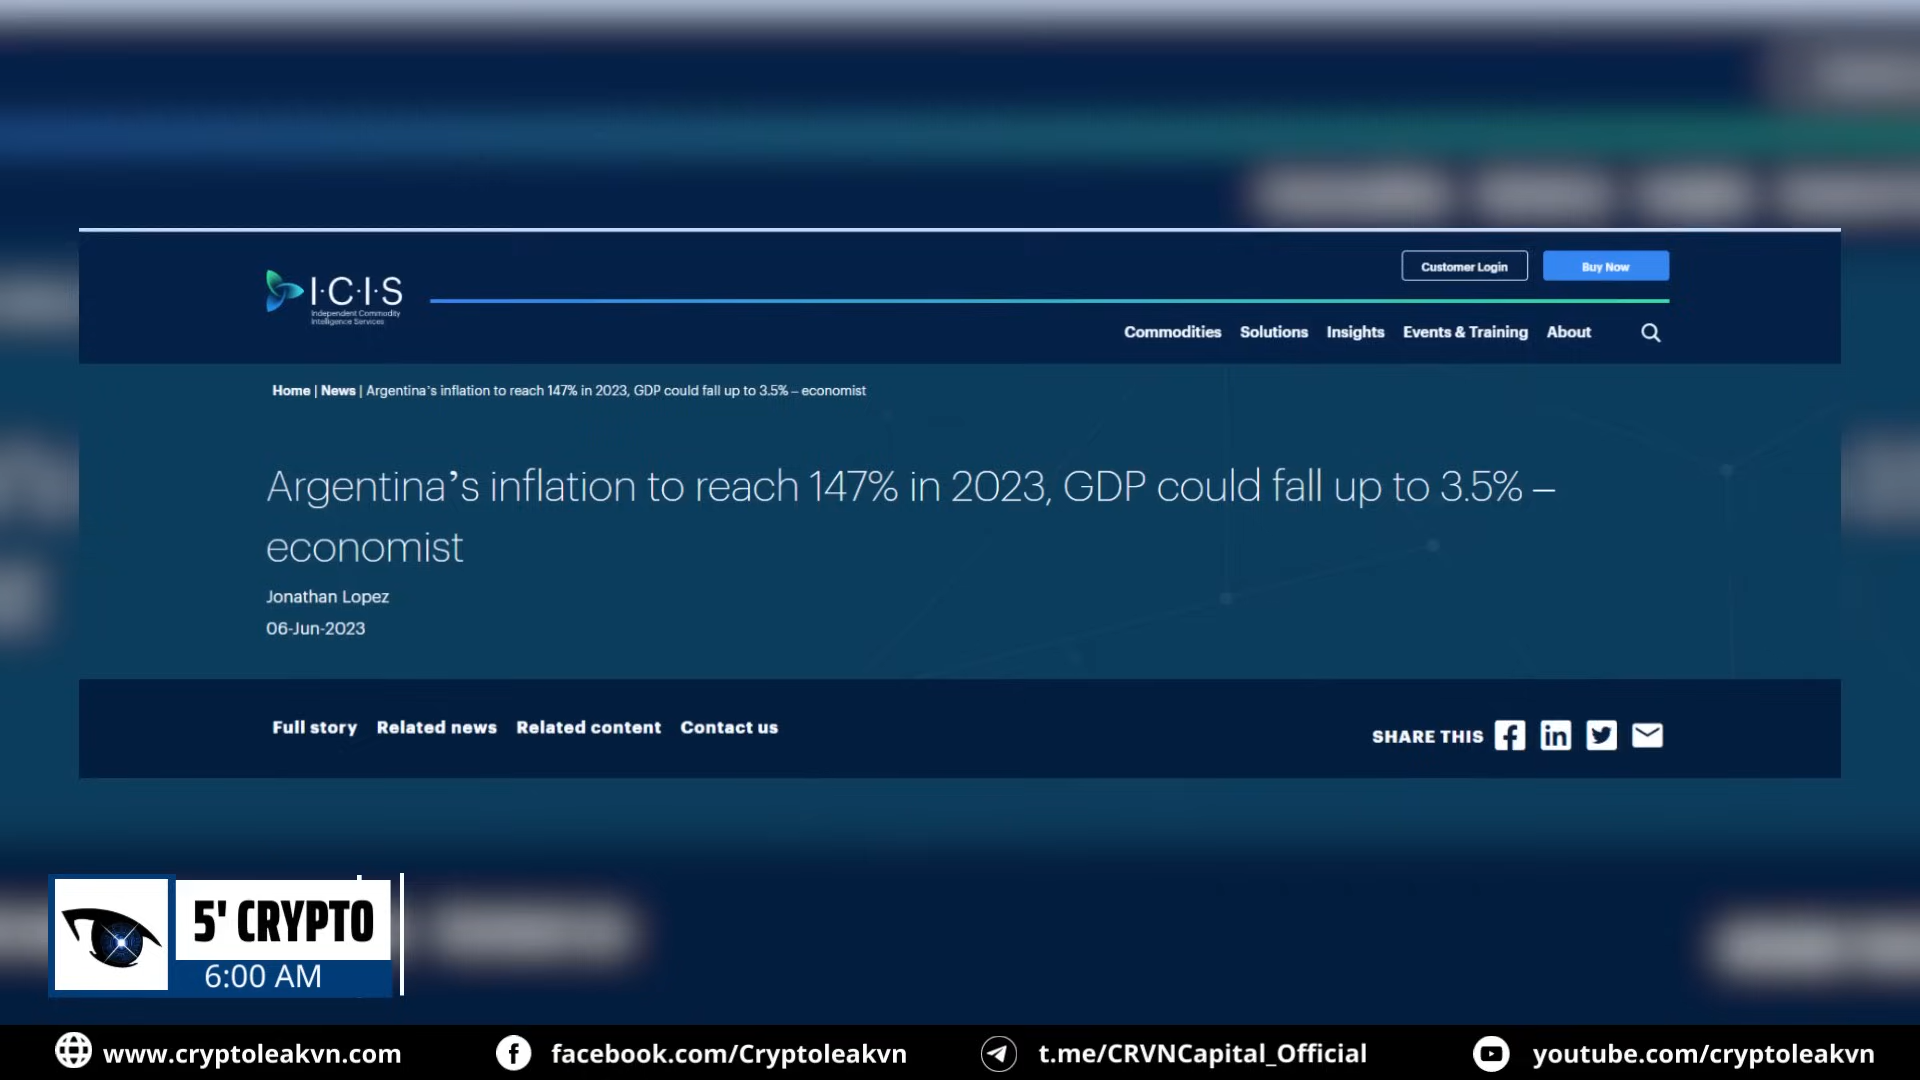 Customer Login
Buy Now
I·C·I·S
Independent Commodity
Intelligence Services
Commodities Solutions Insights Events & Training About
Home | News | Argentina's inflation to reach 147% in 2023, GDP could fall up to 3.5% – economist
Argentina’s inflation to reach 147% in 2023, GDP could fall up to 3.5% –
economist
Jonathan Lopez
06-Jun-2023
Full story Related news Related content Contact us
SHARE THIS
5' CRYPTO
6:00 AM
www.cryptoleakvn.com
facebook.com/Cryptoleakvn
t.me/CRVNCapital_Official
youtube.com/cryptoleakvn